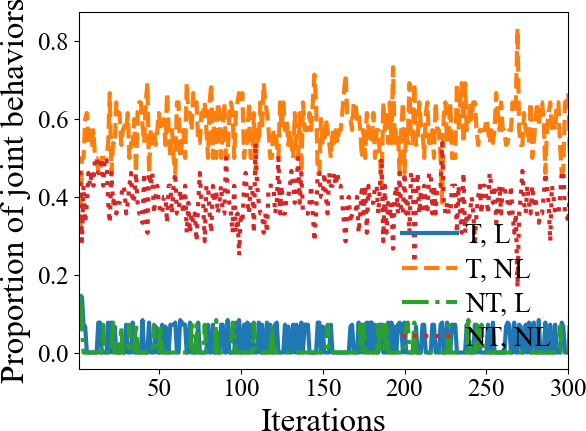 Proportion of joint behaviors
0.8
0.6
0.4
0.2
0.0
T, L
T, NL
NT, L
NT, NL
50
100
150
200
250
300
Iterations